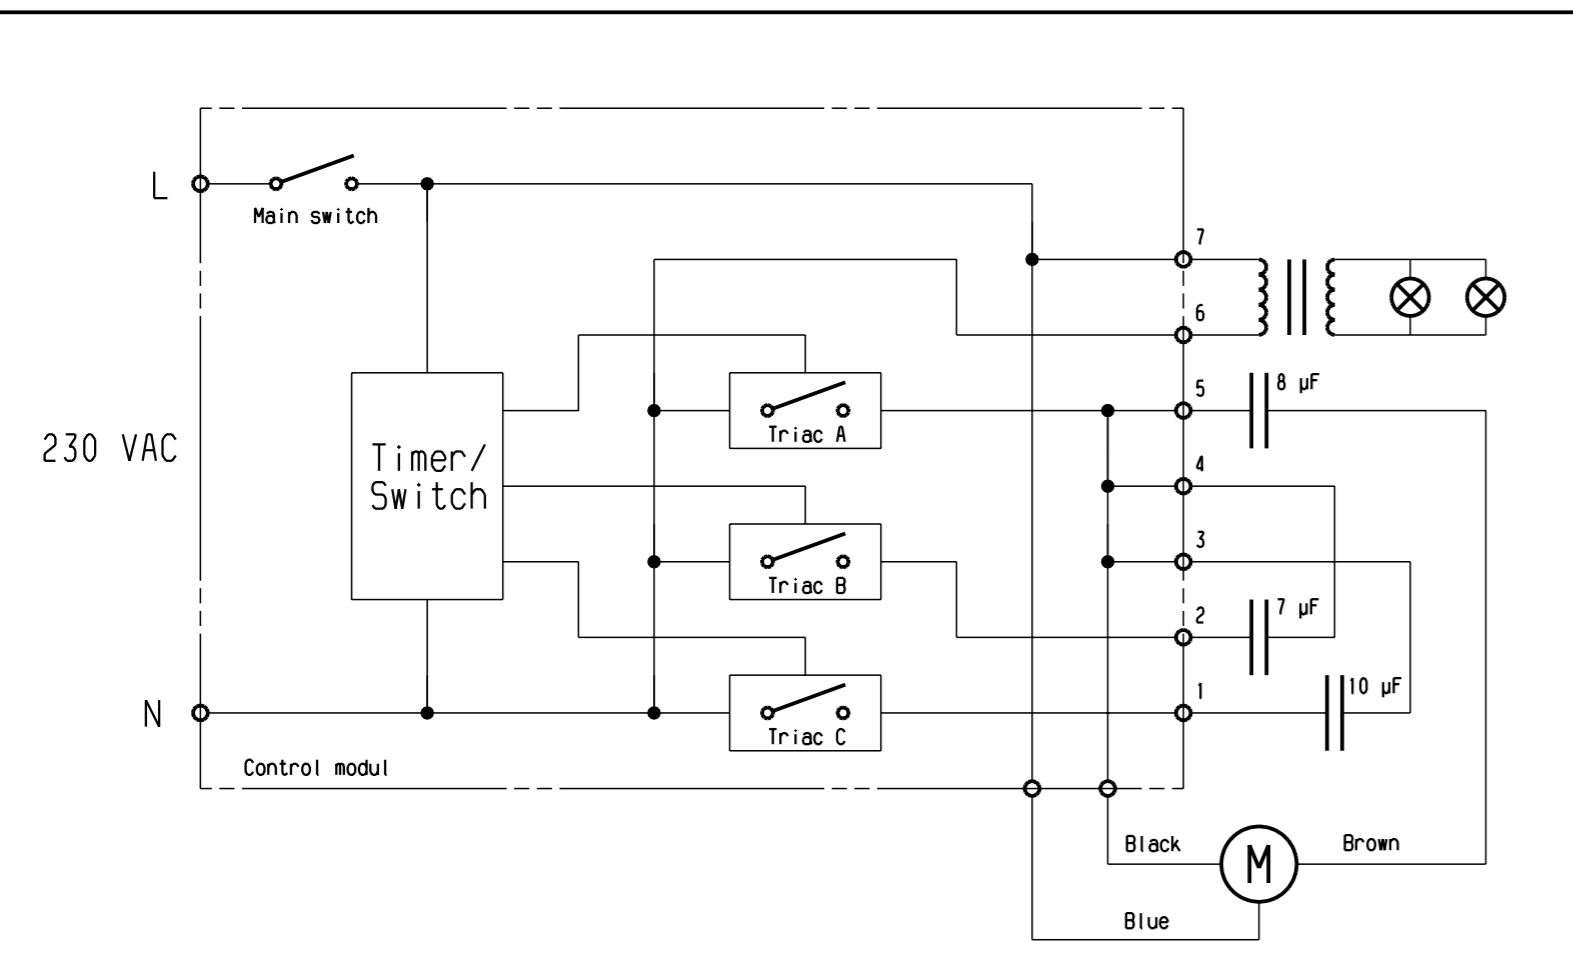 L
Main switch
7
6
8 µF
5
Triac A
230 VAC
Timer/
Switch
4
3
Triac B
7 µF
2
10 µF
1
N
Triac C
Control modul
Black
M
Brown
Blue